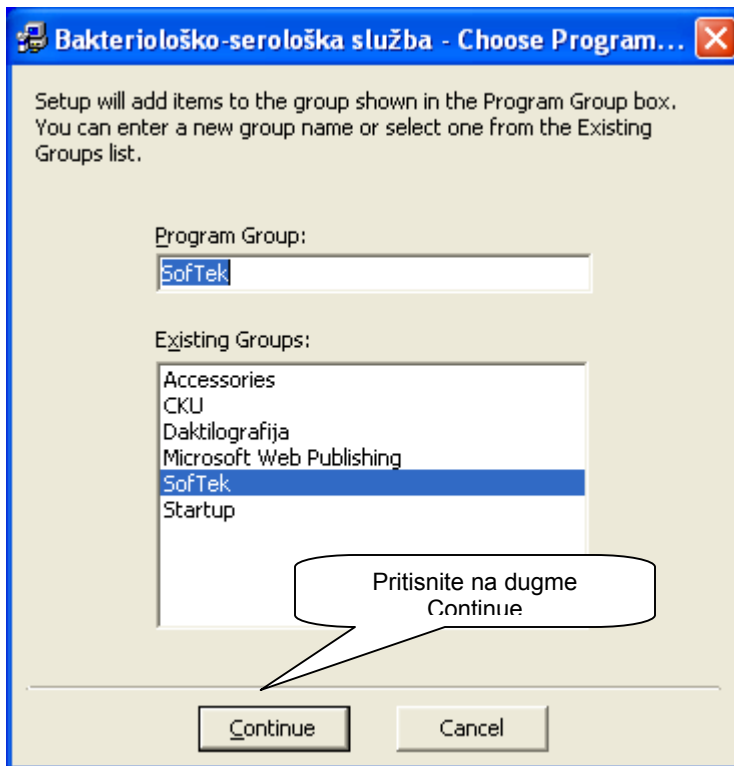 Bakteriološko-serološka služba - Choose Program...
Setup will add items to the group shown in the Program Group box.
You can enter a new group name or select one from the Existing
Groups list.
Program Group:
SofTek
Existing Groups:
Accessories
CKU
Daktilografija
Microsoft Web Publishing
SofTek
Startup
Pritisnite na dugme
Continue
Continue
Cancel